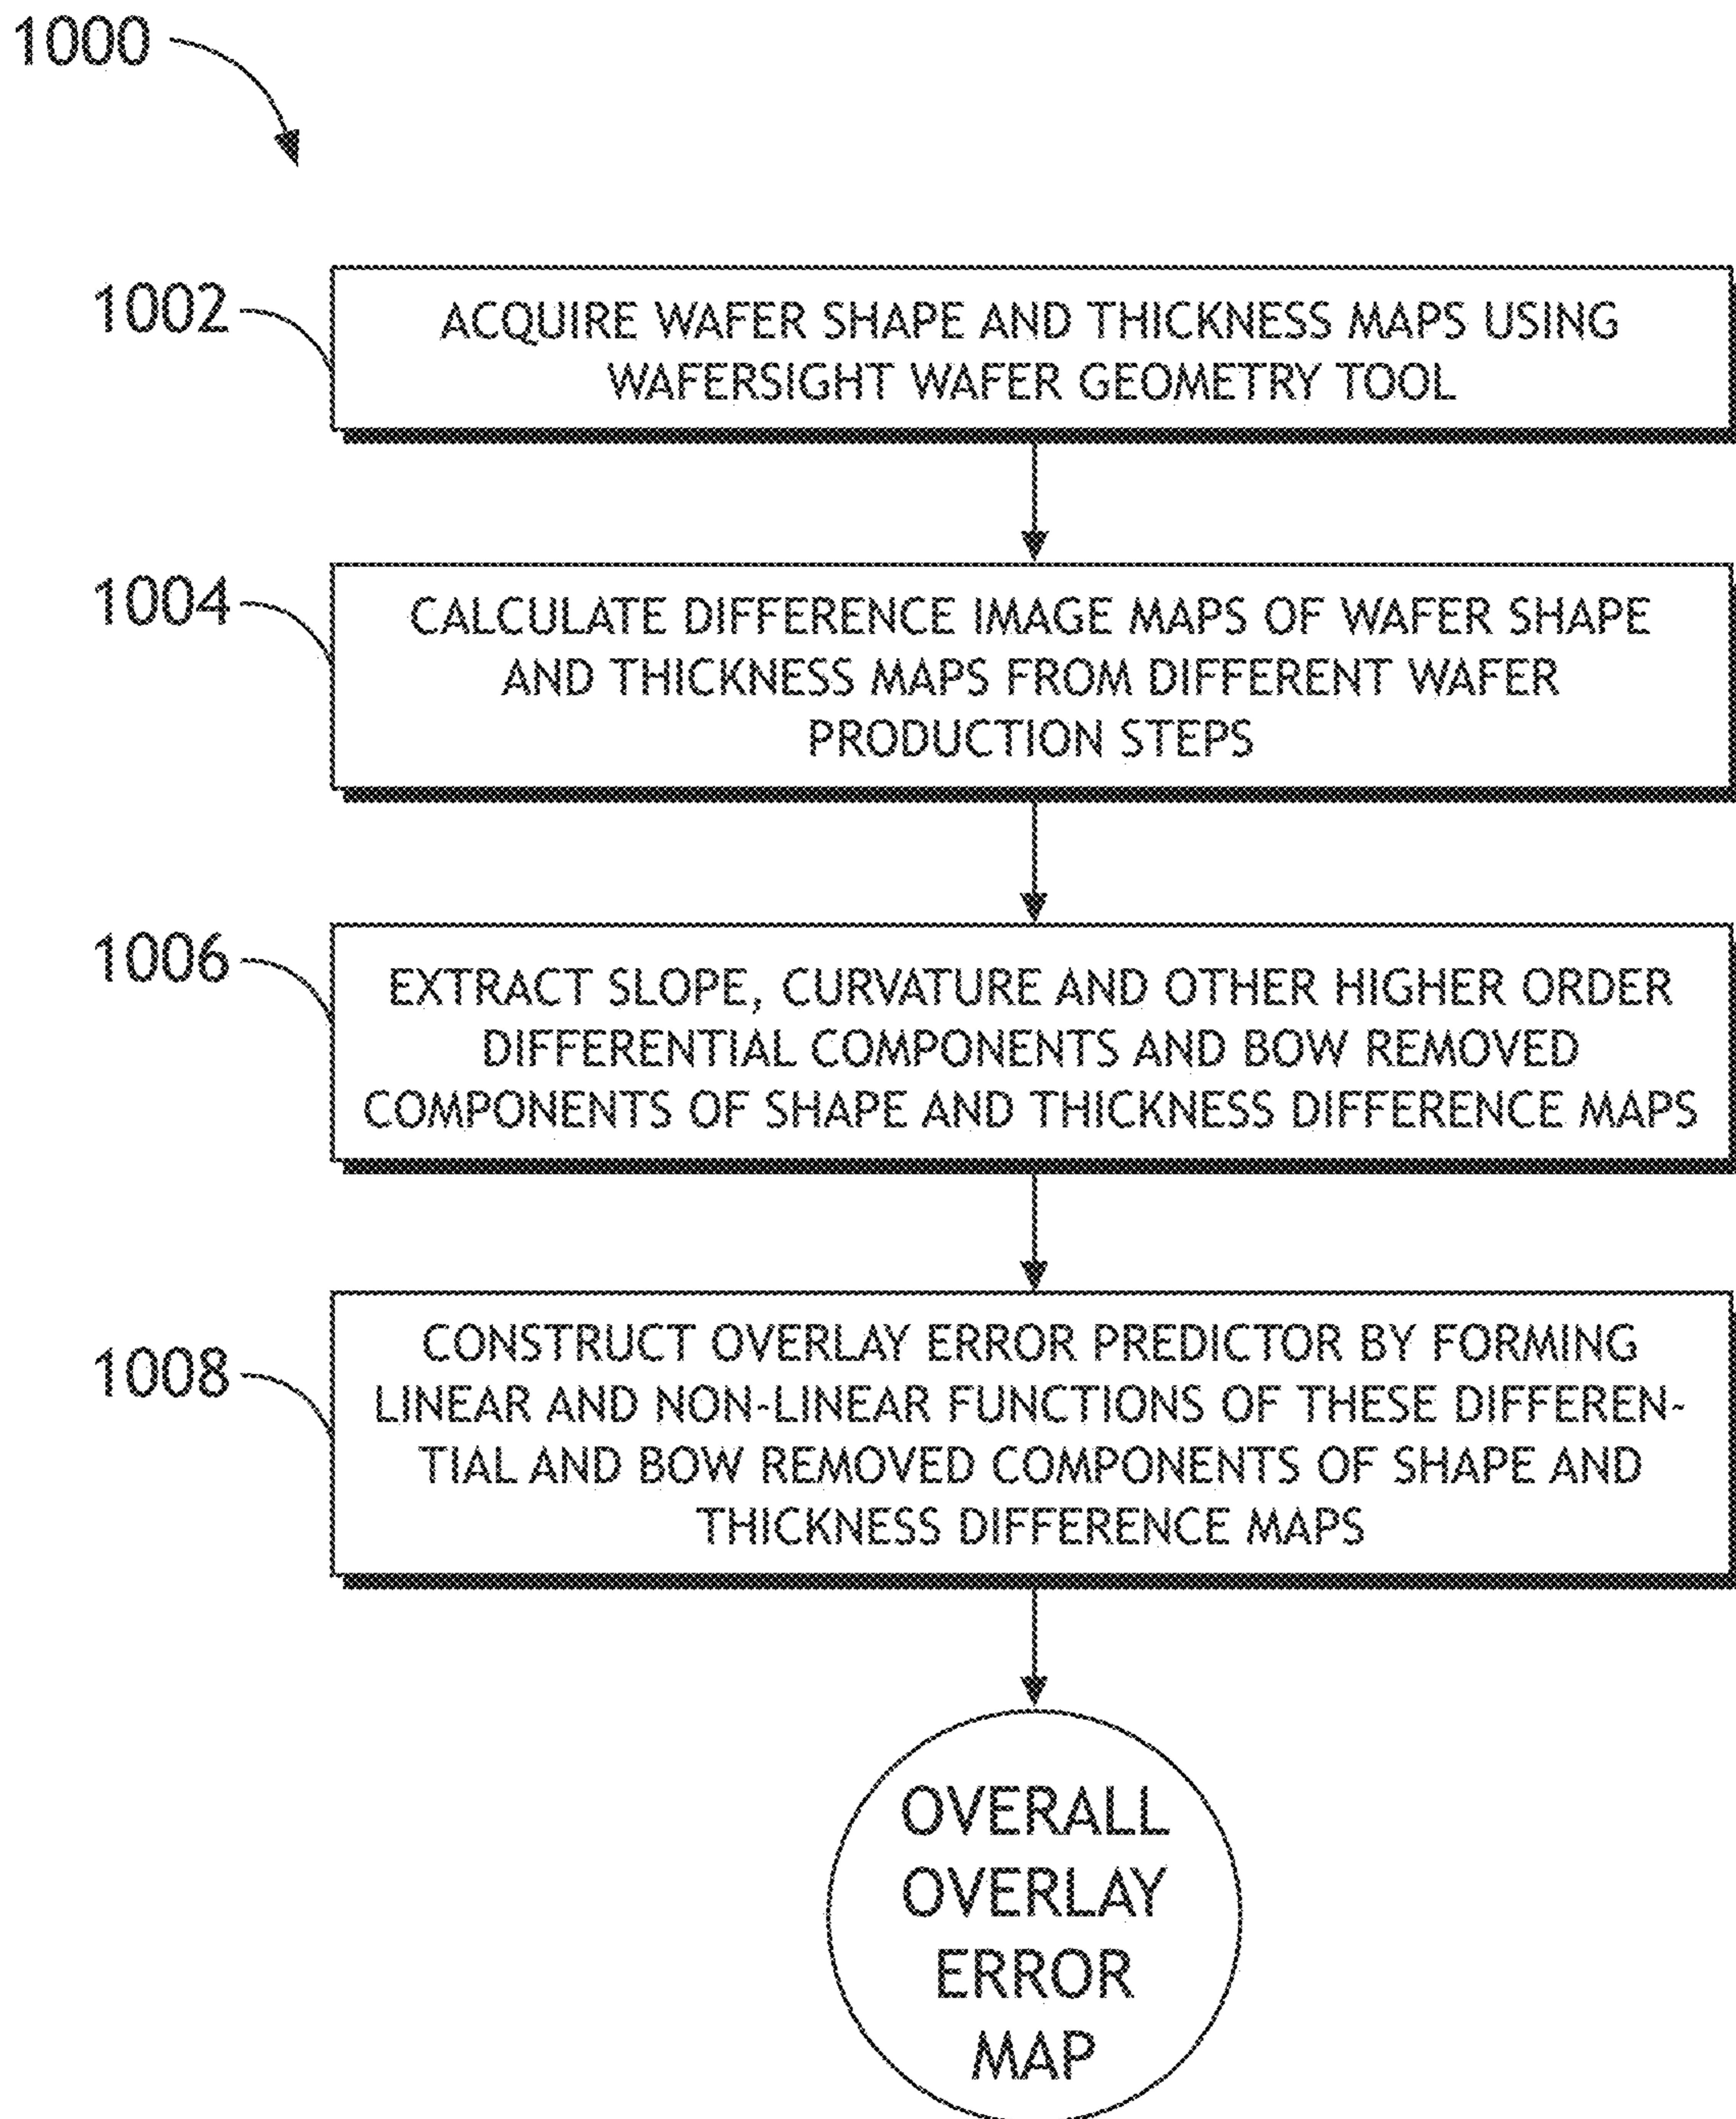 1000
1002
ACQUIRE WAFER SHAPE AND THICKNESS MAPS USING
WAFERSIGHT WAFER GEOMETRY TOOL
1004
CALCULATE DIFFERENCE IMAGE MAPS OF WAFER SHAPE
AND THICKNESS MAPS FROM DIFFERENT WAFER
PRODUCTION STEPS
1006
EXTRACT SLOPE, CURVATURE AND OTHER HIGHER ORDER
DIFFERENTIAL COMPONENTS AND BOW REMOVED
COMPONENTS OF SHAPE AND THICKNESS DIFFERENCE MAPS
1008
CONSTRUCT OVERLAY ERROR PREDICTOR BY FORMING
LINEAR AND NON-LINEAR FUNCTIONS OF THESE DIFFEREN-
TIAL AND BOW REMOVED COMPONENTS OF SHAPE AND
THICKNESS DIFFERENCE MAPS
OVERALL
OVERLAY
ERROR
MAP